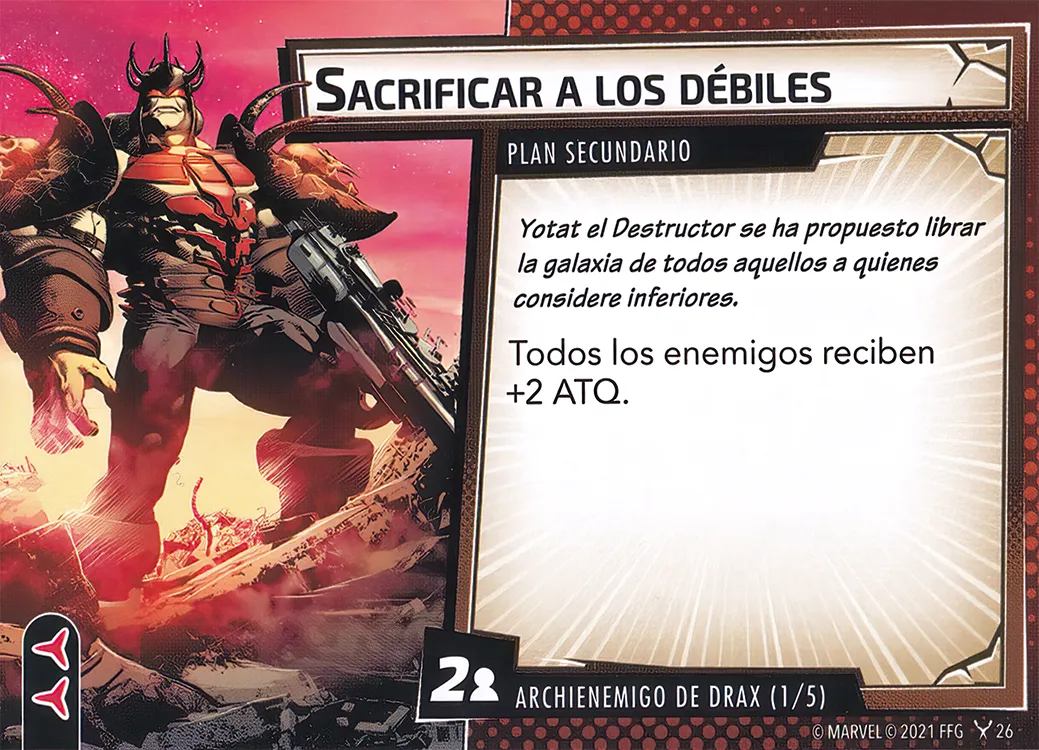 SACRIFICAR A LOS DÉBILES
PLAN SECUNDARIO
Yotat el Destructor se ha propuesto librar
la galaxia de todos aquellos a quienes
considere inferiores.
Todos los enemigos reciben
+2 ATQ.
2
ARCHIENEMIGO DE DRAX (1/5)
© MARVEL © 2021 FFG 26